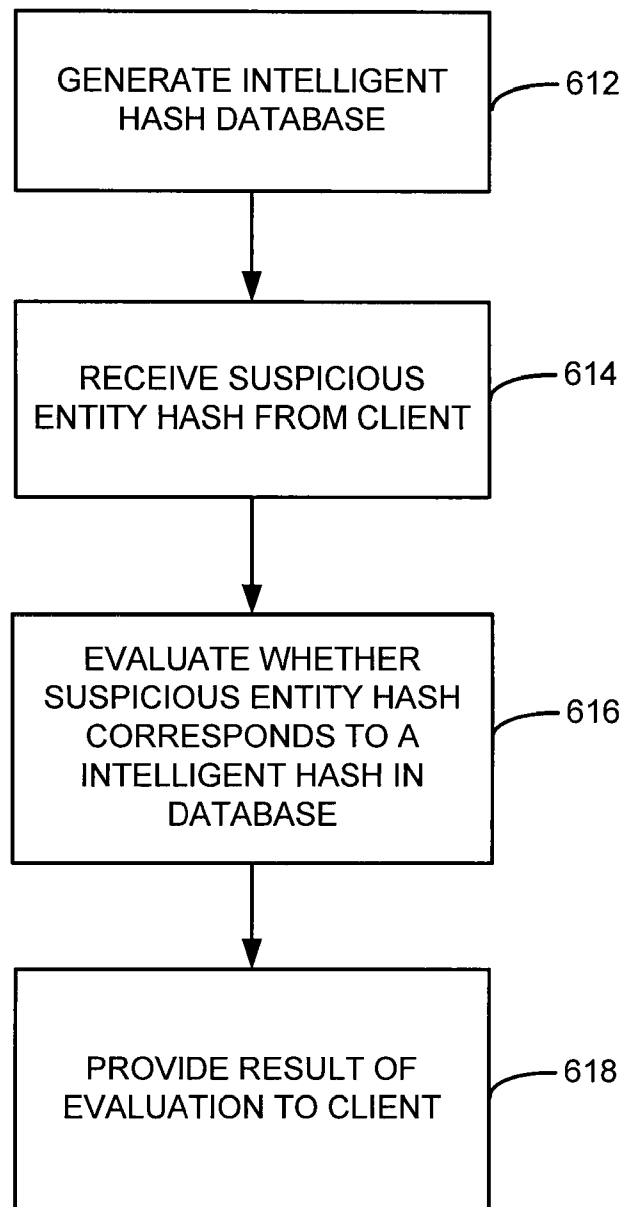 GENERATE INTELLIGENT
HASH DATABASE
612
RECEIVE SUSPICIOUS
ENTITY HASH FROM CLIENT
614
EVALUATE WHETHER
SUSPICIOUS ENTITY HASH
CORRESPONDS TO A
INTELLIGENT HASH IN
DATABASE
616
PROVIDE RESULT OF
EVALUATION TO CLIENT
618